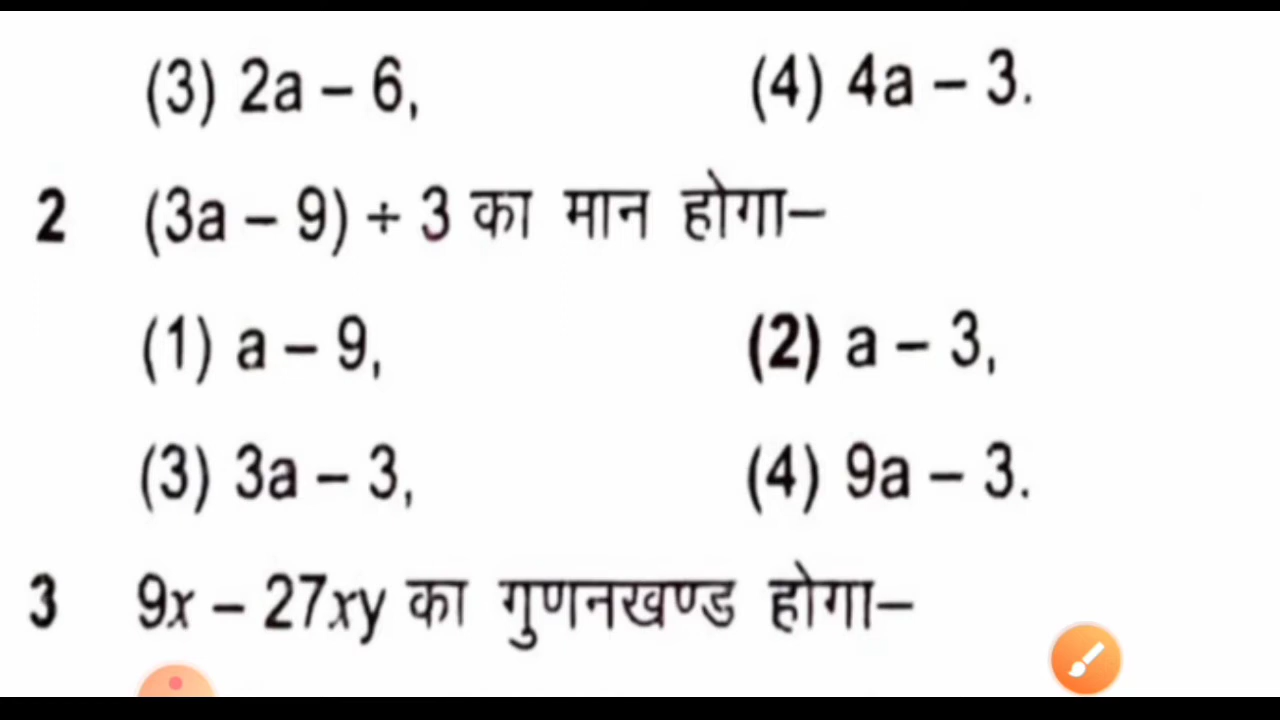 (3) 2a – 6, (4) 4a – 3.
2 (3a – 9) ÷ 3 का मान होगा–
(1) a – 9, (2) a – 3,
(3) 3a – 3, (4) 9a – 3.
3 9x – 27xy का गुणनखण्ड होगा–